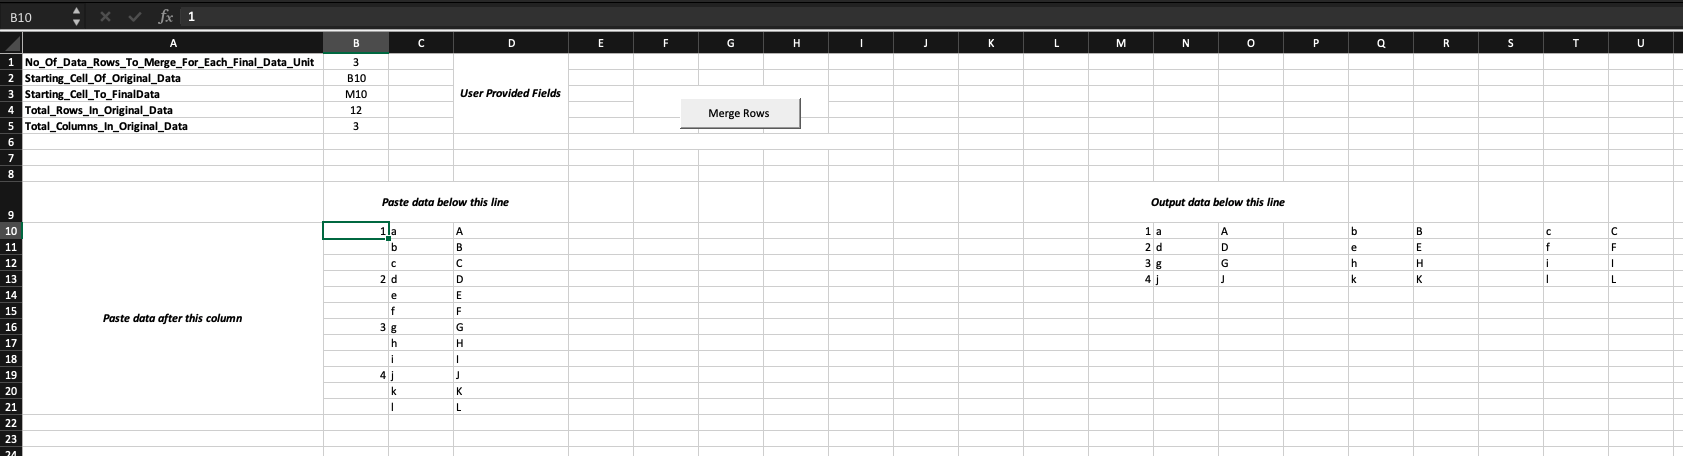 B10 fx 1
A B C D E F G H I J K L M N O P Q R S T U
1 No_Of_Data_Rows_To_Merge_For_Each_Final_Data_Unit 3
2 Starting_Cell_Of_Original_Data B10
3 Starting_Cell_To_FinalData M10 User Provided Fields
4 Total_Rows_In_Original_Data 12 Merge Rows
5 Total_Columns_In_Original_Data 3
6
7
8
9 Paste data below this line Output data below this line
10 1 a A 1 a A b B c C
11 b B 2 d D e E f F
12 c C 3 g G h H i I
13 2 d D 4 j J k K l L
14 e E
15 f F
16 Paste data after this column 3 g G
17 h H
18 i I
19 4 j J
20 k K
21 l L
22
23
24